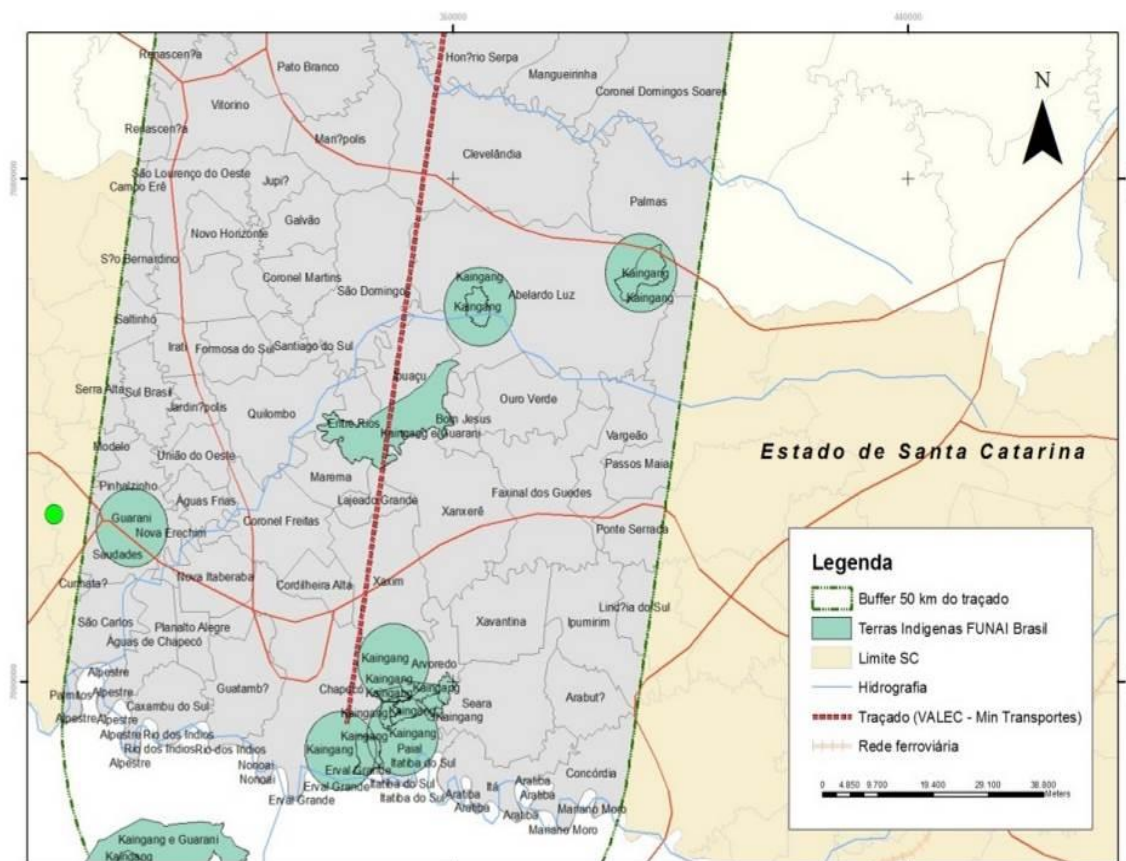 360000
440000
Renascen?a
Pato Branco
Hon?rio Serpa
Mangueirinha
Coronel Domingos Soares
Vitorino
N
Renascen?a
Mari?polis
Clevelândia
São Lourenço do Oeste
Campo Erê
Jupi?
Palmas
Galvão
Novo Horizonte
S?o Bernardino
Coronel Martins
São Domingos
Kaingang
Kaingang
Abelardo Luz
Kaingang
Kaingang
Saltinho
Irati
Formosa do Sul
Santiago do Sul
Ipuaçu
Serra Alta
Sul Brasil
Jardin?polis
Quilombo
Entre Rios
Bom Jesus
Kaingang e Guarani
Ouro Verde
Vargeão
Passos Maia
Estado de Santa Catarina
Modelo
União do Oeste
Marema
Pinhalzinho
Águas Frias
Lajeado Grande
Faxinal dos Guedes
Xanxerê
Guarani
Nova Erechim
Coronel Freitas
Ponte Serrada
Saudades
Cunhata?
Nova Itaberaba
Cordilheira Alta
Xaxim
Lind?ia do Sul
São Carlos
Planalto Alegre
Águas de Chapecó
Xavantina
Ipumirim
Kaingang
Arvoredo
Kaingang
Alpestre
Palmitos
Alpestre
Guatamb?
Chapecó
Kaingang
Kaingang
Seara
Arabut?
Caxambu do Sul
Alpestre
Alpestre
Kaingang
Kaingang
Kaingang
Alpestre
Rio dos Indios
Rio dos Indios
Rio dos Indios
Kaingang
Kaingang
Kaingang
Paial
Alpestre
Nonoai
Nonoai
Erval Grande
Itatiba do Sul
Erval Grande
Erval Grande
Itatiba do Sul
Itatiba do Sul
Itá
Aratiba
Aratiba
Aratiba
Aratiba
Aratiba
Concórdia
Mariano Moro
Mariano Moro
Kaingang e Guarani
Kaingang
Legenda
Buffer 50 km do traçado
Terras Indigenas FUNAI Brasil
Limite SC
Hidrografia
Traçado (VALEC - Min Transportes)
Rede ferroviária
0 4.850 9.700 19.400 29.100 38.800
Meters